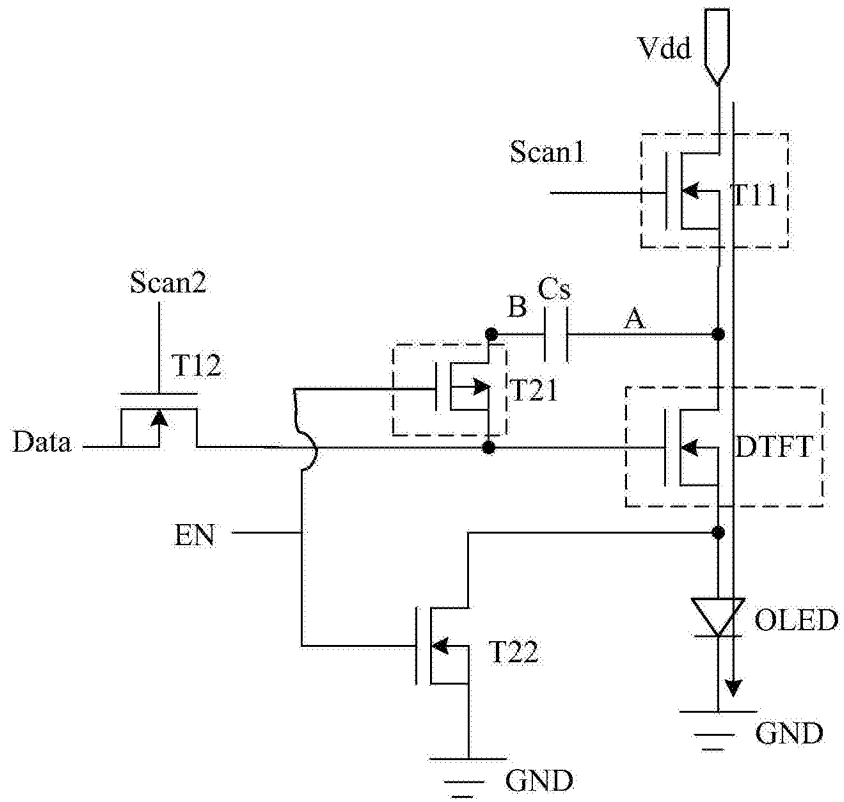 Vdd
Scan1
T11
Scan2
B
Cs
A
T12
T21
Data
DTFT
EN
OLED
T22
GND
GND